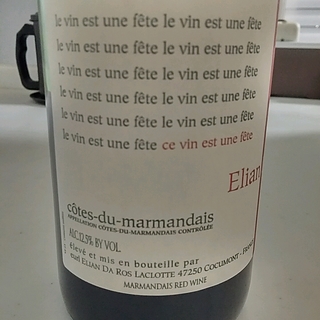 le vin est une fête le vin est une fête
le vin est une fête le vin est une fête
le vin est une fête le vin est une fête
le vin est une fête le vin est une fête
le vin est une fête le vin est une fête
le vin est une fête ce vin est une fête
Elian
côtes-du-marmandais
APPELLATION CÔTES-DU-MARMANDAIS CONTRÔLÉE
ALC.12.5% BY VOL.
élevé et mis en bouteille par
earl ELIAN DA ROS LACLOTTE 47250 COCUMONT - FRANCE
MARMANDAIS RED WINE